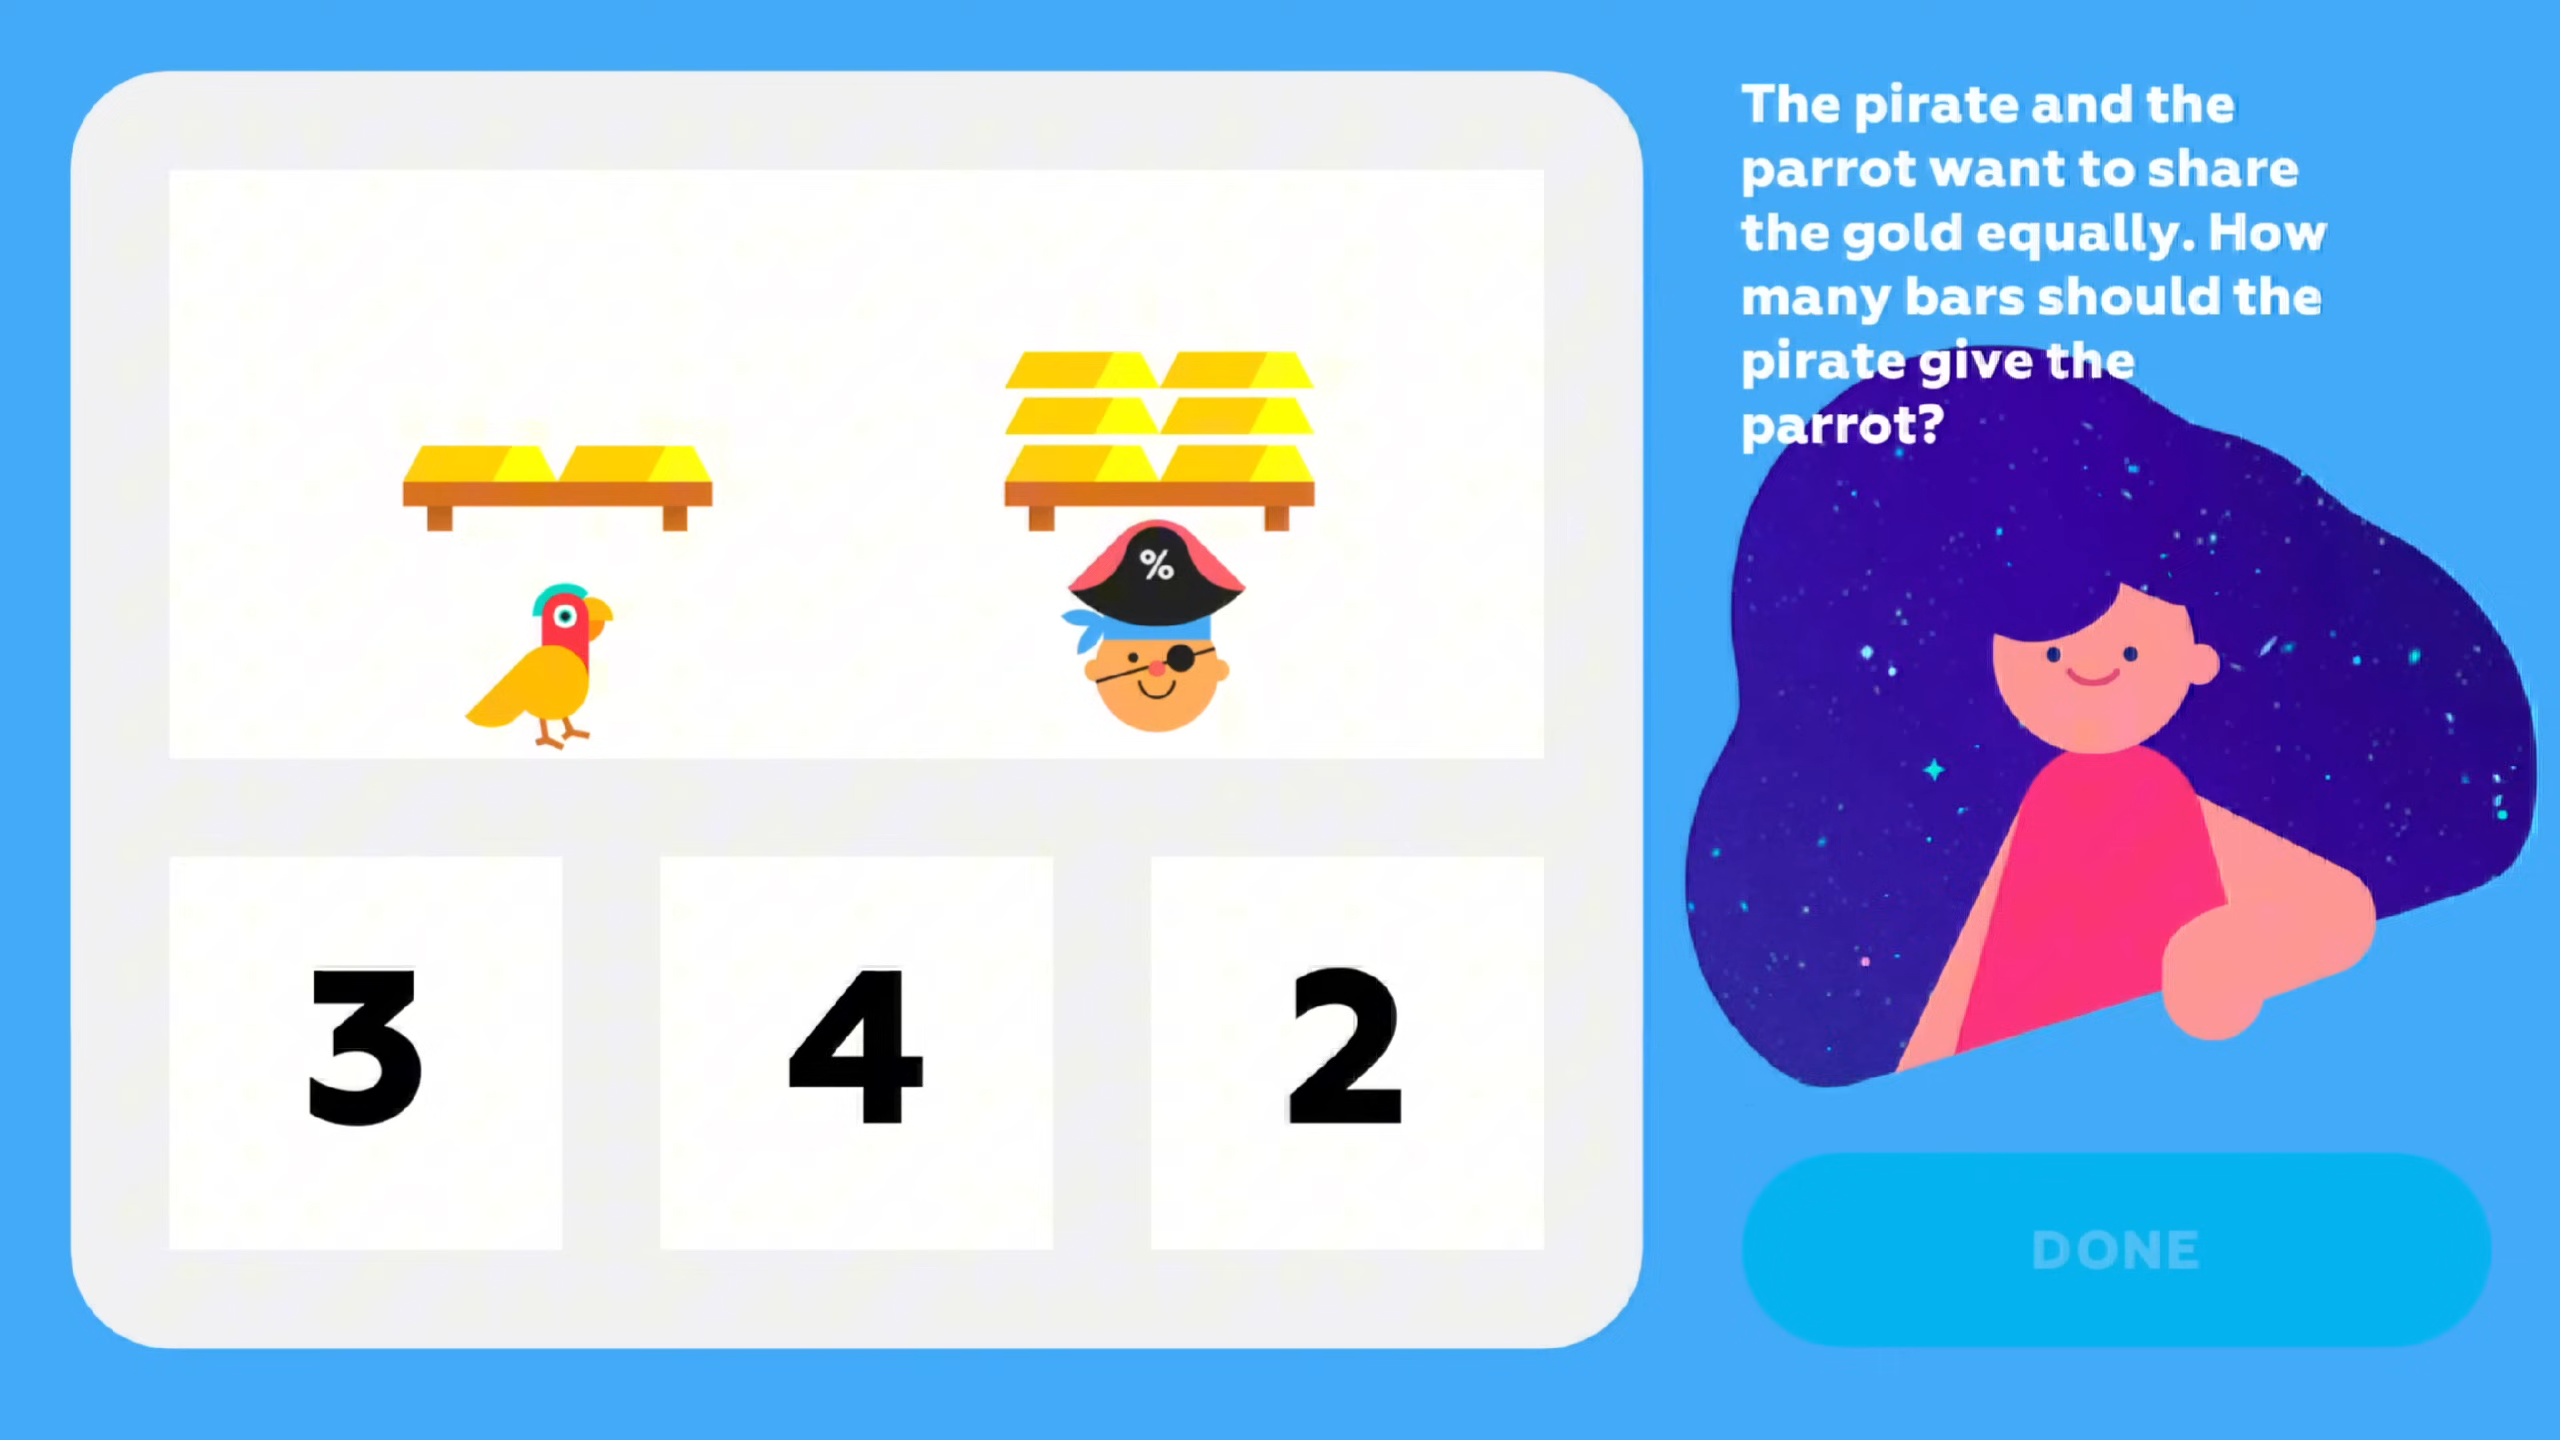 The pirate and the
parrot want to share
the gold equally. How
many bars should the
pirate give the
parrot?
%
3 4 2
DONE